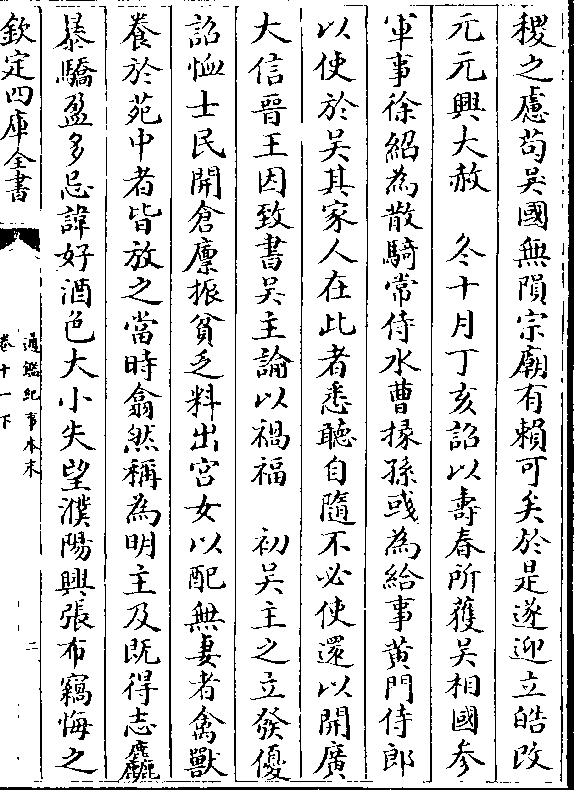 稷之慮苟吳國無隕宗廟有賴可矣於是遂迎立皓改
元元興大赦　冬十月丁亥詔以壽春所獲吳相國參
軍事徐紹為散騎常侍水曹掾孫彧為給事黃門侍郎
以使於吳其家人在此者悉聽自隨不必使還以開廣
大信晉王因致書吳主諭以禍福　初吳主之立發優
詔恤士民開倉廩振貧乏料出宮女以配無妻者禽獸
養於苑中者皆放之當時翕然稱為明主及既得志麤
暴驕盈多忌諱好酒色大小失望濮陽興張布竊悔之
欽定四庫全書
通鑑紀事本末
卷十一下
二